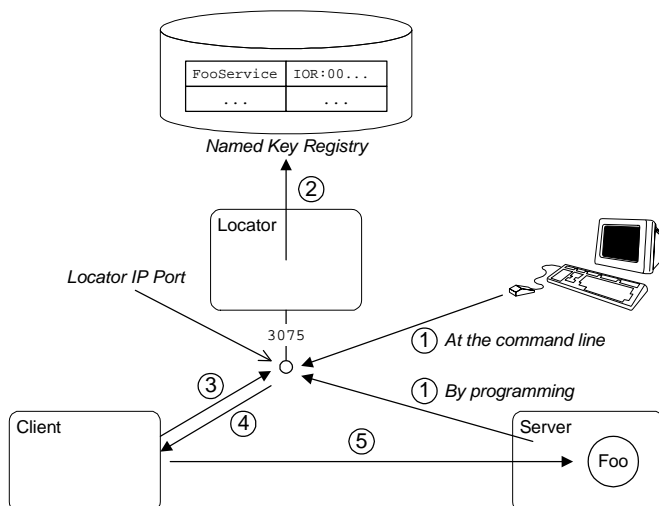 FooService IOR:00...
... ...
Named Key Registry
2
Locator
Locator IP Port
3075
1 At the command line
3
1 By programming
4
Client
5
Server
Foo